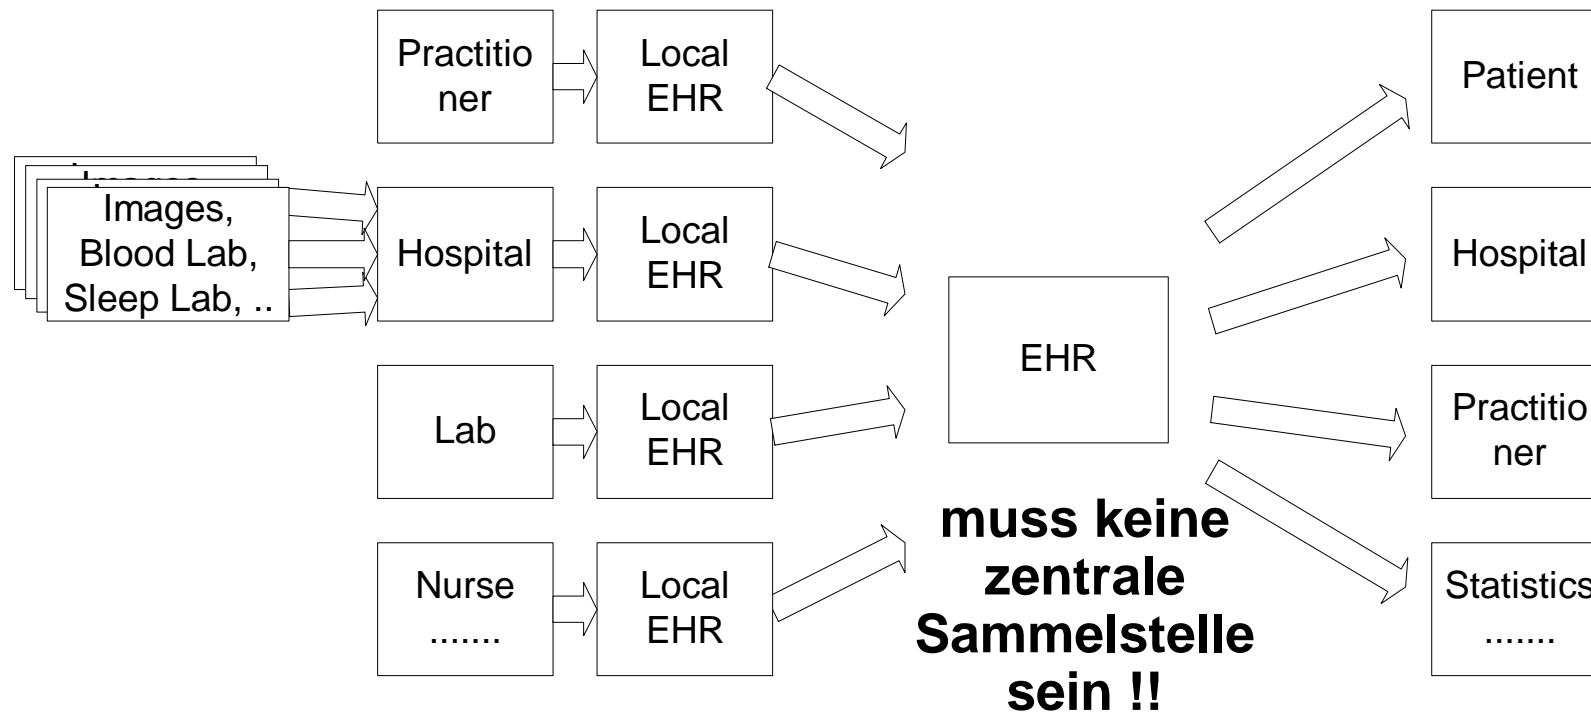 Practitio
ner
Local
EHR
Patient
Images,
Blood Lab,
Sleep Lab, ..
Hospital
Local
EHR
Hospital
EHR
Lab
Local
EHR
Practitio
ner
muss keine
zentrale
Sammelstelle
sein !!
Nurse
.......
Local
EHR
Statistics
.......